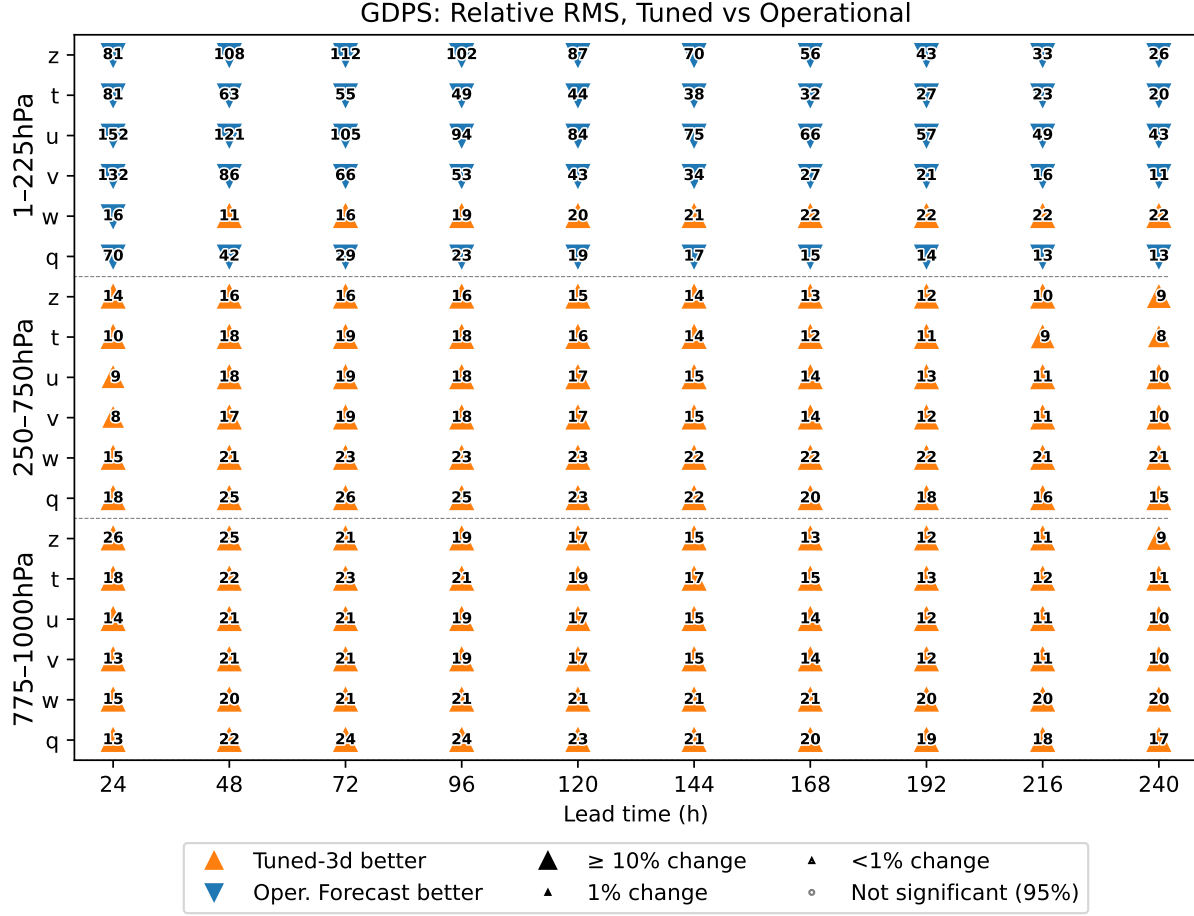 GDPS: Relative RMS, Tuned vs Operational
1–225hPa
z 81 108 112 102 87 70 56 43 33 26
t 81 63 55 49 44 38 32 27 23 20
u 152 121 105 94 84 75 66 57 49 43
v 132 86 66 53 43 34 27 21 16 11
w 16 11 16 19 20 21 22 22 22 22
q 70 42 29 23 19 17 15 14 13 13
250–750hPa
z 14 16 16 16 15 14 13 12 10 9
t 10 18 19 18 16 14 12 11 9 8
u 9 18 19 18 17 15 14 13 11 10
v 8 17 19 18 17 15 14 12 11 10
w 15 21 23 23 23 22 22 22 21 21
q 18 25 26 25 23 22 20 18 16 15
775–1000hPa
z 26 25 21 19 17 15 13 12 11 9
t 18 22 23 21 19 17 15 13 12 11
u 14 21 21 19 17 15 14 12 11 10
v 13 21 21 19 17 15 14 12 11 10
w 15 20 21 21 21 21 21 20 20 20
q 13 22 24 24 23 21 20 19 18 17
24 48 72 96 120 144 168 192 216 240
Lead time (h)
Tuned-3d better ≥ 10% change <1% change
Oper. Forecast better 1% change Not significant (95%)